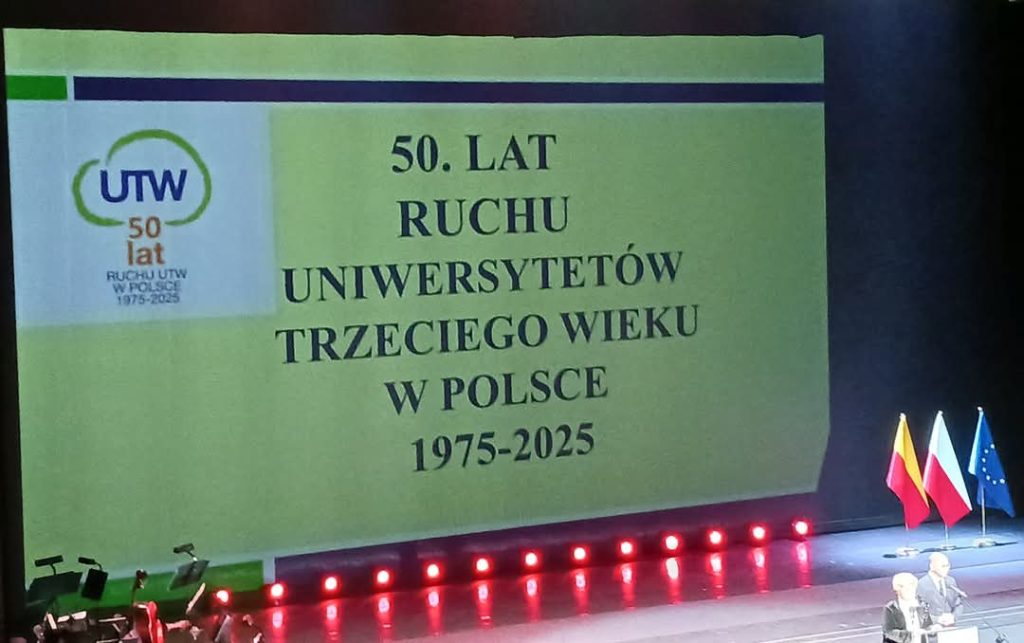 UTW
50
lat
RUCHU UTW
W POLSCE
1975-2025
50. LAT
RUCHU
UNIWERSYTETÓW
TRZECIEGO WIEKU
W POLSCE
1975-2025